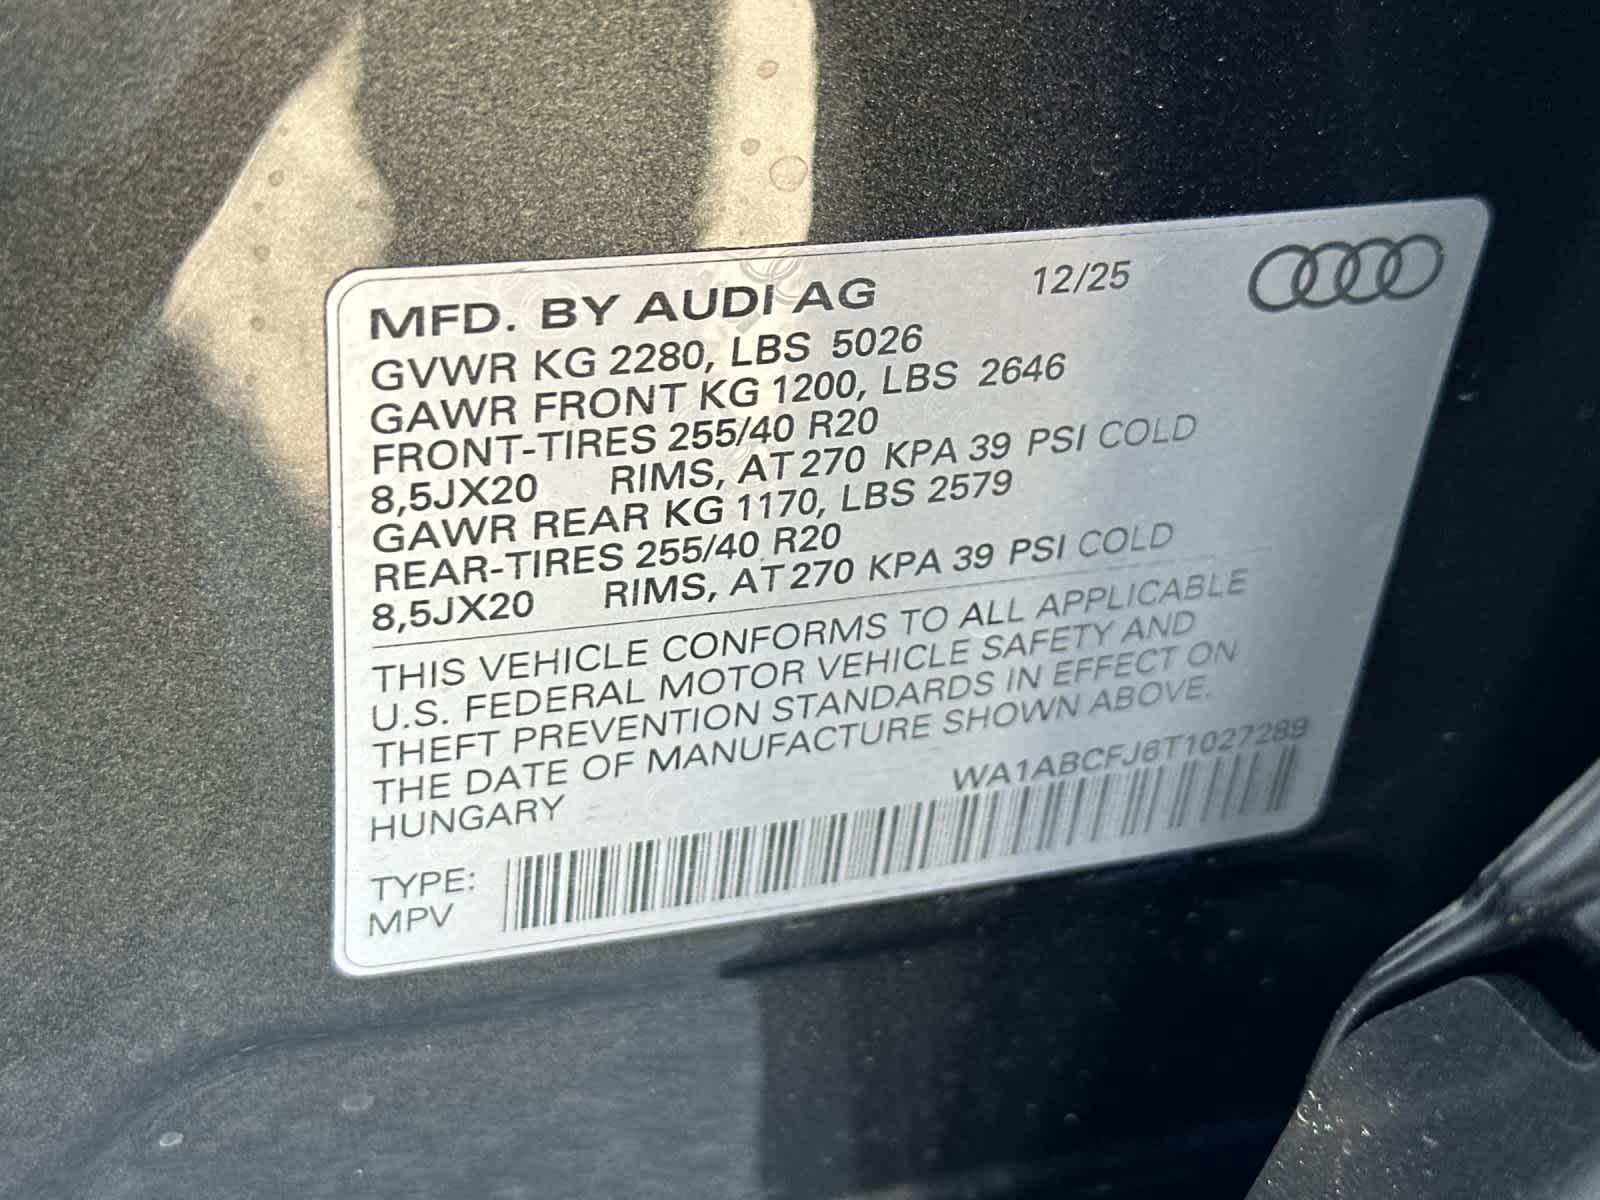 MFD. BY AUDI AG 12/25
GVWR KG 2280, LBS 5026
GAWR FRONT KG 1200, LBS 2646
FRONT-TIRES 255/40 R20
8,5JX20 RIMS, AT 270 KPA 39 PSI COLD
GAWR REAR KG 1170, LBS 2579
REAR-TIRES 255/40 R20
8,5JX20 RIMS, AT 270 KPA 39 PSI COLD
THIS VEHICLE CONFORMS TO ALL APPLICABLE
U.S. FEDERAL MOTOR VEHICLE SAFETY AND
THEFT PREVENTION STANDARDS IN EFFECT ON
THE DATE OF MANUFACTURE SHOWN ABOVE.
HUNGARY WA1ABCFJ6T1027289
TYPE:
MPV